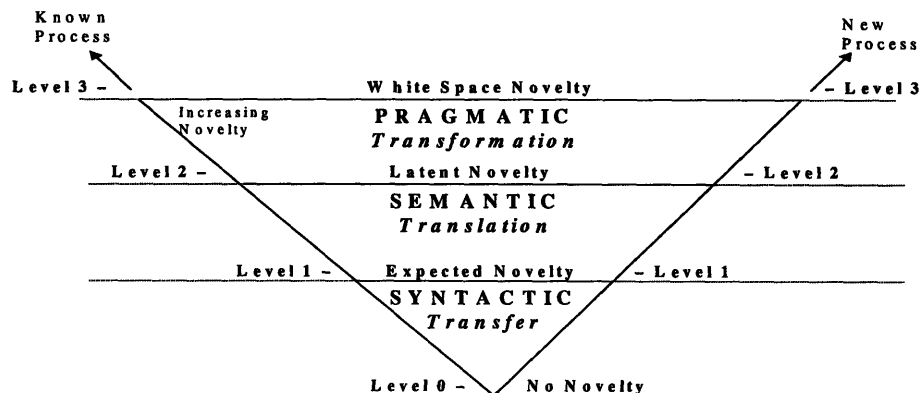 Known
Process
New
Process
Level 3 – White Space Novelty – Level 3
Increasing
Novelty
PRAGMATIC
Transformation
Level 2 – Latent Novelty – Level 2
SEMANTIC
Translation
Level 1 – Expected Novelty – Level 1
SYNTACTIC
Transfer
Level 0 – No Novelty